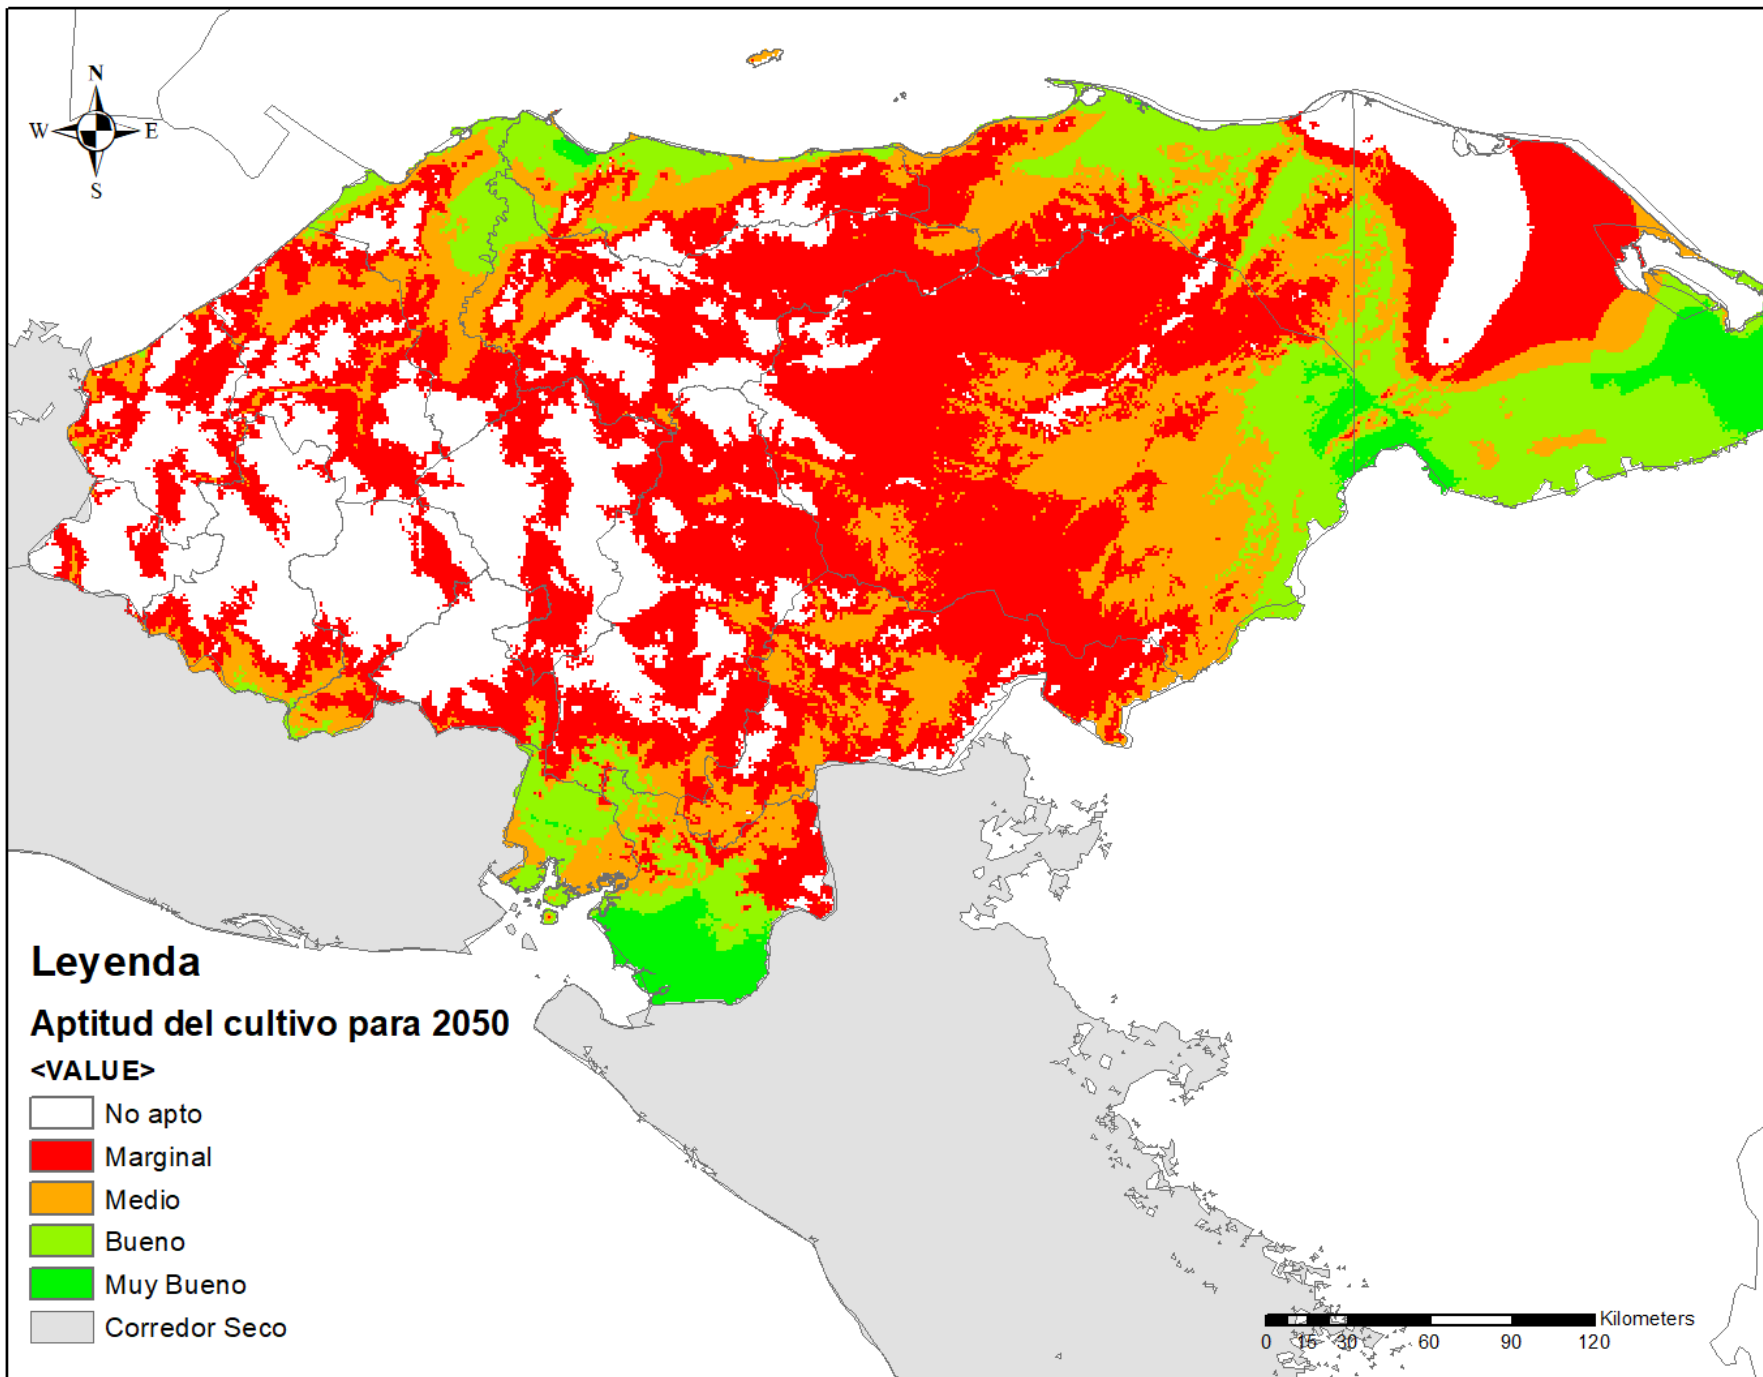 N
W E
S
Leyenda
Aptitud del cultivo para 2050
<VALUE>
No apto
Marginal
Medio
Bueno
Muy Bueno
Corredor Seco
Kilometers
0 15 30 60 90 120